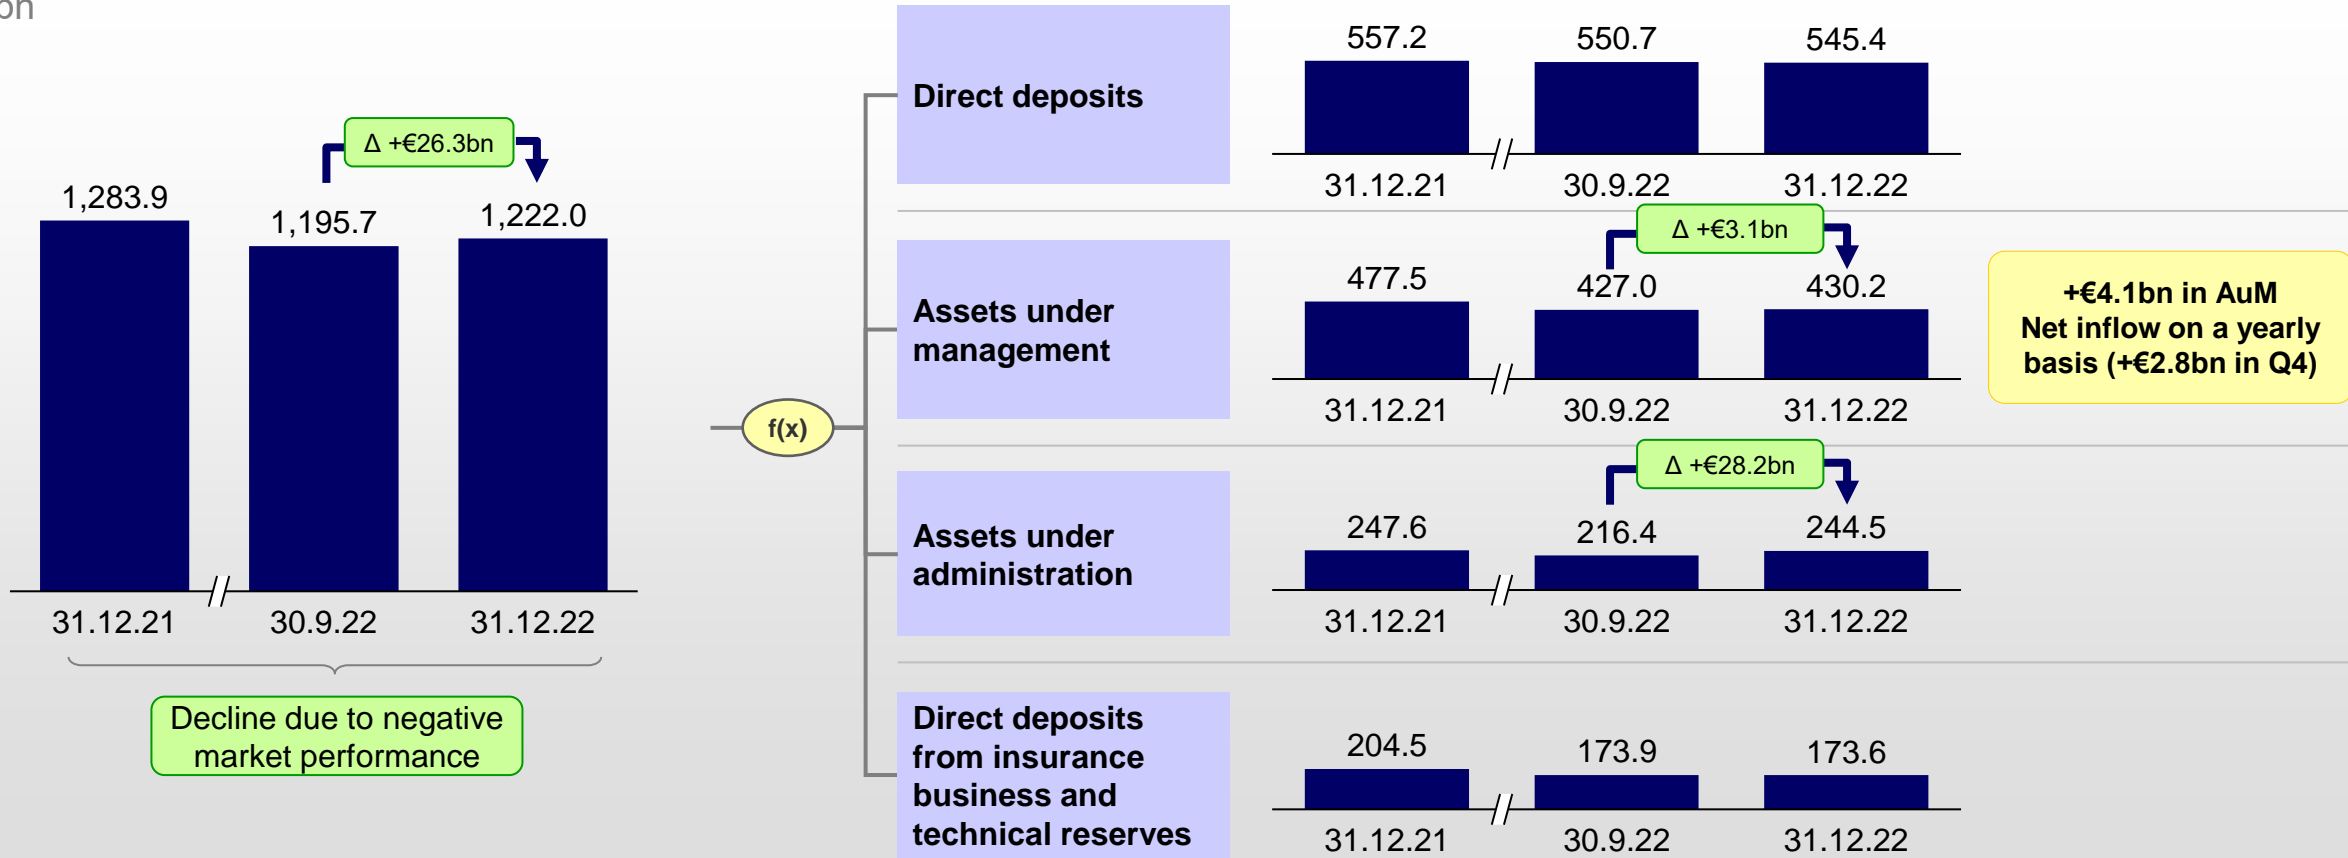 bn
Δ +€26.3bn
1,283.9
1,195.7
1,222.0
31.12.21
30.9.22
31.12.22
Decline due to negative
market performance
f(x)
Direct deposits
557.2
550.7
545.4
31.12.21
30.9.22
31.12.22
Assets under
management
Δ +€3.1bn
477.5
427.0
430.2
31.12.21
30.9.22
31.12.22
+€4.1bn in AuM
Net inflow on a yearly
basis (+€2.8bn in Q4)
Assets under
administration
Δ +€28.2bn
247.6
216.4
244.5
31.12.21
30.9.22
31.12.22
Direct deposits
from insurance
business and
technical reserves
204.5
173.9
173.6
31.12.21
30.9.22
31.12.22